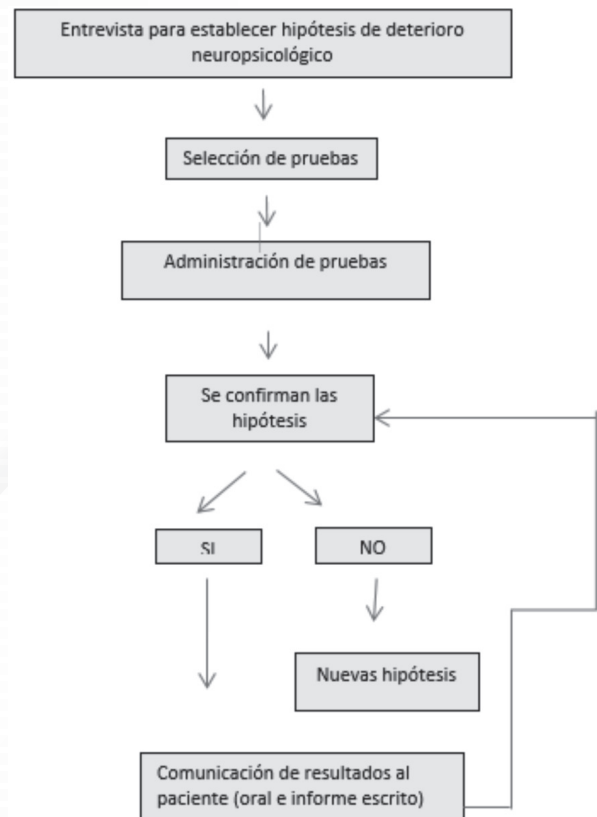 Entrevista para establecer hipótesis de deterioro
neuropsicológico
Selección de pruebas
Administración de pruebas
Se confirman las
hipótesis
SI
NO
Nuevas hipótesis
Comunicación de resultados al
paciente (oral e informe escrito)